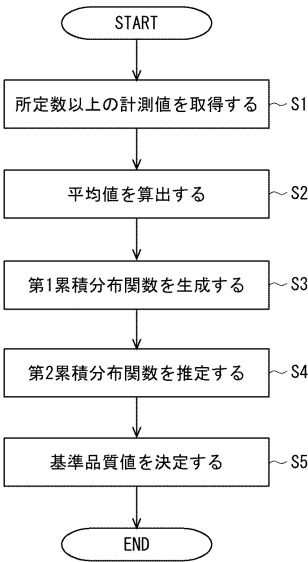 START
所定数以上の計測値を取得する S1
平均値を算出する S2
第1累積分布関数を生成する S3
第2累積分布関数を推定する S4
基準品質値を決定する S5
END